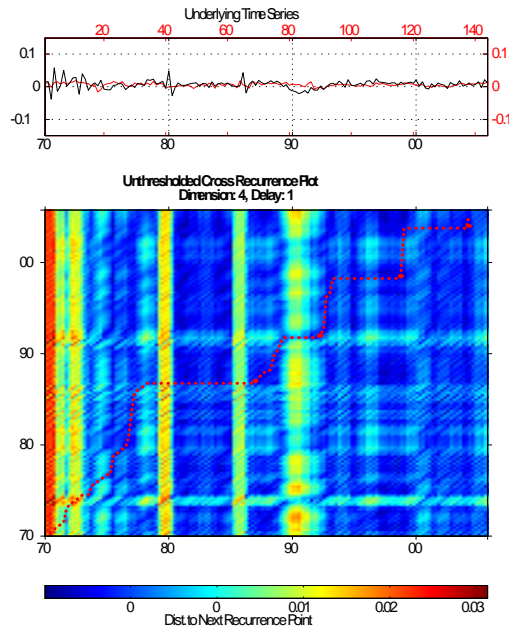 Underlying Time Series
20 40 60 80 100 120 140
0.1 0.1
0 0
-0.1 -0.1
70 80 90 00
Unthresholded Cross Recurrence Plot
Dimension: 4, Delay: 1
00
90
80
70
70 80 90 00
0 0 0.01 0.02 0.03
Dist. to Next Recurrence Point